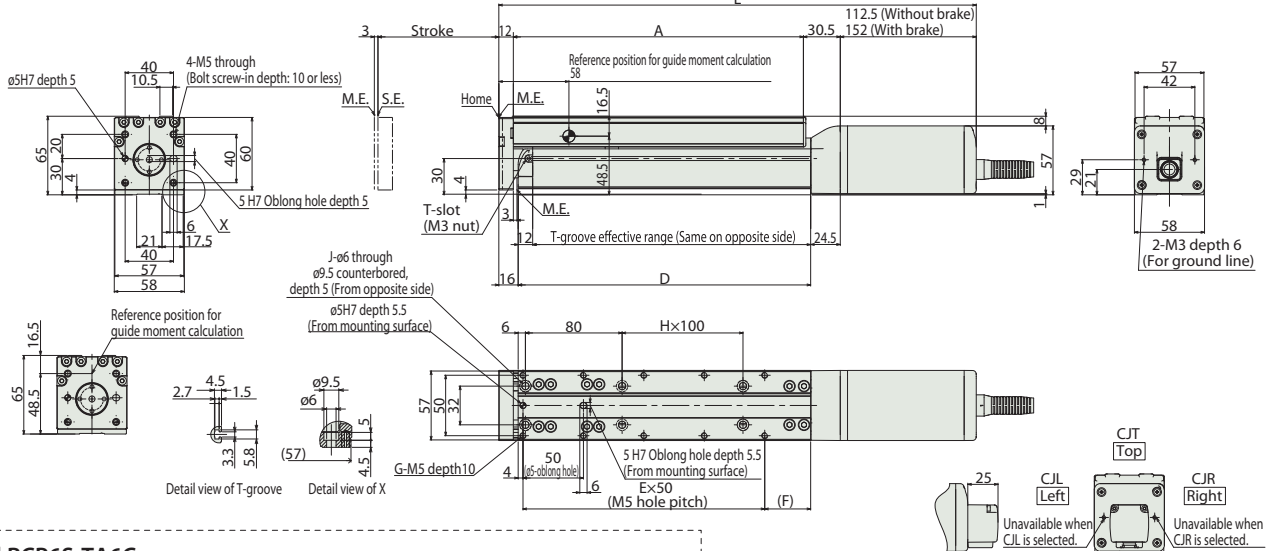 L
112.5 (Without brake)
152 (With brake)
3
Stroke
12
A
30.5
Reference position for guide moment calculation
58
16.5
Home
M.E.
M.E.
S.E.
8
57
1
30
4
48.5
T-slot
(M3 nut)
3
M.E.
12
T-groove effective range (Same on opposite side)
24.5
16
D
40
10.5
4-M5 through
(Bolt screw-in depth: 10 or less)
ø5H7 depth 5
65
30
20
4
40
60
5 H7 Oblong hole depth 5
X
6
21
17.5
40
57
58
57
42
29
21
58
2-M3 depth 6
(For ground line)
J-ø6 through
ø9.5 counterbored,
depth 5 (From opposite side)
ø5H7 depth 5.5
(From mounting surface)
6
80
H×100
57
50
32
G-M5 depth10
4
50
(ø5-oblong hole)
6
5 H7 Oblong hole depth 5.5
(From mounting surface)
E×50
(M5 hole pitch)
(F)
Reference position for
guide moment calculation
16.5
65
48.5
4.5
2.7
1.5
3.3
5.8
Detail view of T-groove
ø9.5
ø6
5
4.5
(57)
Detail view of X
25
CJT
Top
CJL
Left
CJR
Right
Unavailable when
CJL is selected.
Unavailable when
CJR is selected.